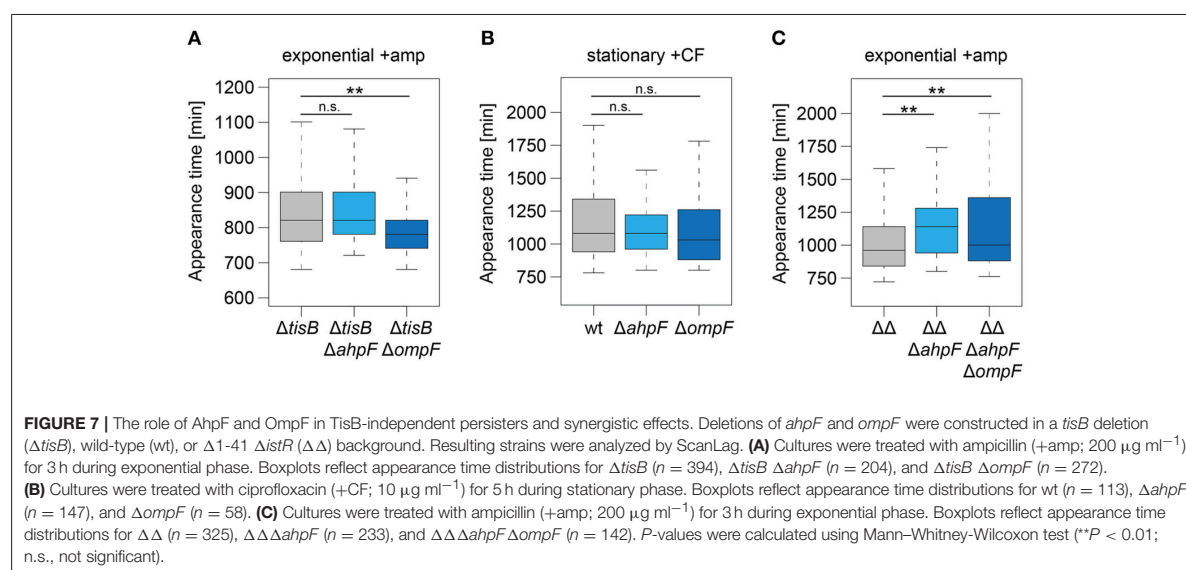 A
exponential +amp
Appearance time [min]
1200
1100
1000
900
800
700
600
**
n.s.
ΔtisB
ΔtisB
ΔahpF
ΔtisB
ΔompF
B
stationary +CF
Appearance time [min]
2000
1750
1500
1250
1000
750
n.s.
n.s.
wt
ΔahpF
ΔompF
C
exponential +amp
Appearance time [min]
2000
1750
1500
1250
1000
750
**
**
ΔΔ
ΔΔ
ΔahpF
ΔΔ
ΔahpF
ΔompF
FIGURE 7 | The role of AhpF and OmpF in TisB-independent persisters and synergistic effects. Deletions of ahpF and ompF were constructed in a tisB deletion
(ΔtisB), wild-type (wt), or Δ1-41 ΔistR (ΔΔ) background. Resulting strains were analyzed by ScanLag. (A) Cultures were treated with ampicillin (+amp; 200 μg ml⁻¹)
for 3 h during exponential phase. Boxplots reflect appearance time distributions for ΔtisB (n = 394), ΔtisB ΔahpF (n = 204), and ΔtisB ΔompF (n = 272).
(B) Cultures were treated with ciprofloxacin (+CF; 10 μg ml⁻¹) for 5 h during stationary phase. Boxplots reflect appearance time distributions for wt (n = 113), ΔahpF
(n = 147), and ΔompF (n = 58). (C) Cultures were treated with ampicillin (+amp; 200 μg ml⁻¹) for 3 h during exponential phase. Boxplots reflect appearance time
distributions for ΔΔ (n = 325), ΔΔΔahpF (n = 233), and ΔΔΔahpFΔompF (n = 142). P-values were calculated using Mann–Whitney-Wilcoxon test (**P < 0.01;
n.s., not significant).